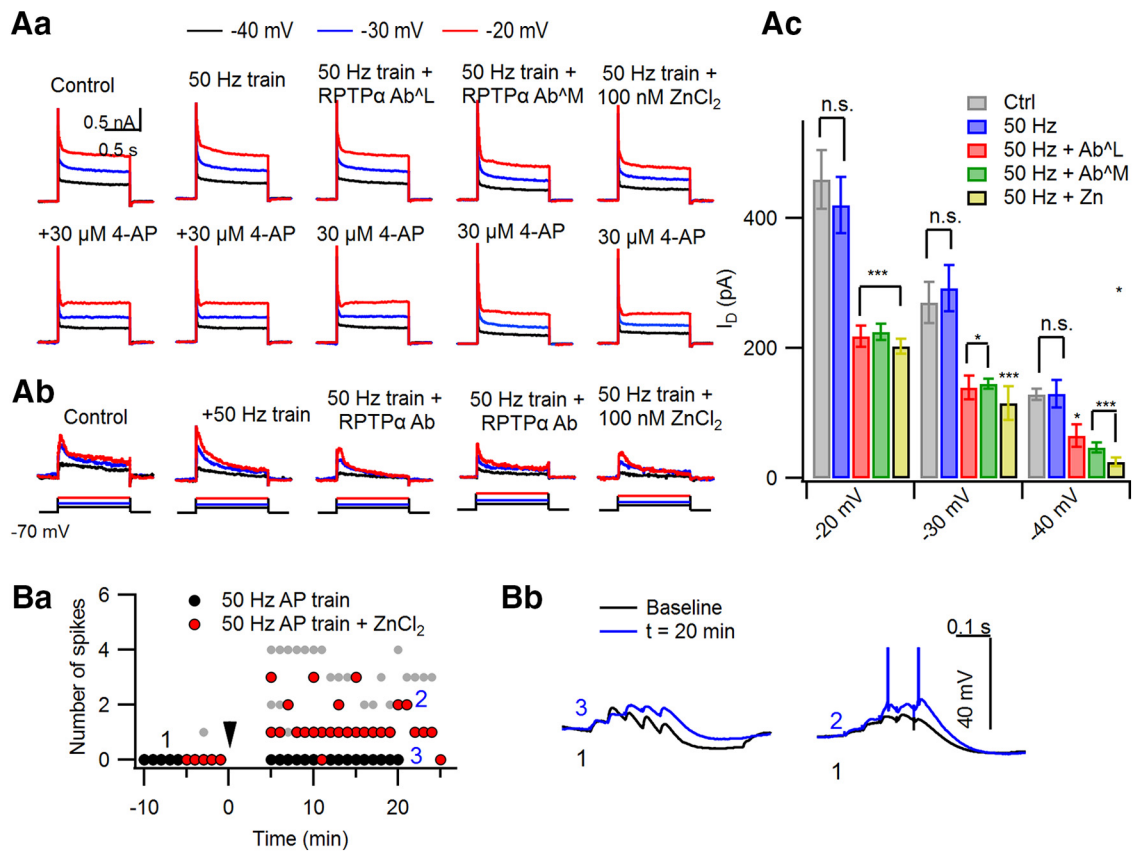 Aa
-40 mV -30 mV -20 mV
Control
50 Hz train
50 Hz train +
RPTPα Ab^L
50 Hz train +
RPTPα Ab^M
50 Hz train +
100 nM ZnCl2
0.5 nA
0.5 s
+30 µM 4-AP
+30 µM 4-AP
30 µM 4-AP
30 µM 4-AP
30 µM 4-AP
Ab
Control
+50 Hz train
50 Hz train +
RPTPα Ab
50 Hz train +
RPTPα Ab
50 Hz train +
100 nM ZnCl2
-70 mV
Ac
Ctrl
50 Hz
50 Hz + Ab^L
50 Hz + Ab^M
50 Hz + Zn
n.s.
***
n.s.
*
***
n.s.
*
***
*
ID (pA)
400
200
0
-20 mV
-30 mV
-40 mV
Ba
50 Hz AP train
50 Hz AP train + ZnCl2
Number of spikes
6
4
2
0
1
2
3
-10 0 10 20
Time (min)
Bb
Baseline
t = 20 min
3
1
2
1
0.1 s
40 mV